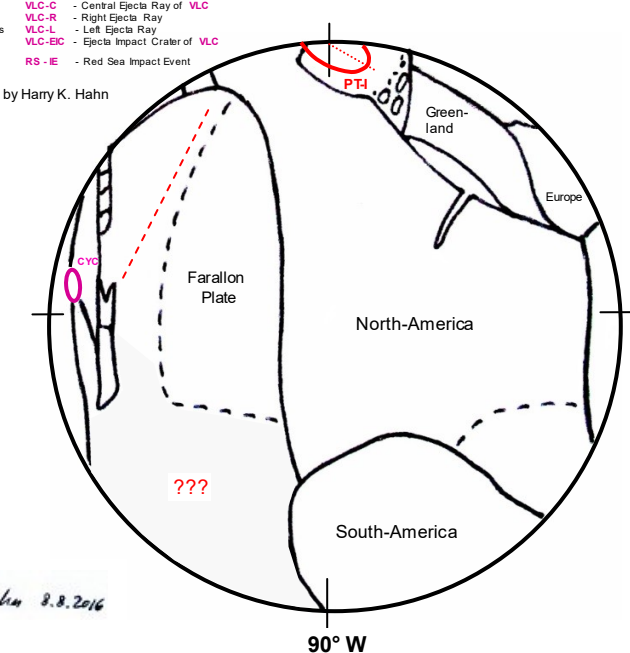 VLC-C - Central Ejecta Ray of VLC
VLC-R - Right Ejecta Ray
s VLC-L - Left Ejecta Ray
VLC-EIC - Ejecta Impact Crater of VLC
RS - IE - Red Sea Impact Event
by Harry K. Hahn
PT-I
Green-
land
Europe
CYC
Farallon
Plate
North-America
???
South-America
8.8.2016
90° W